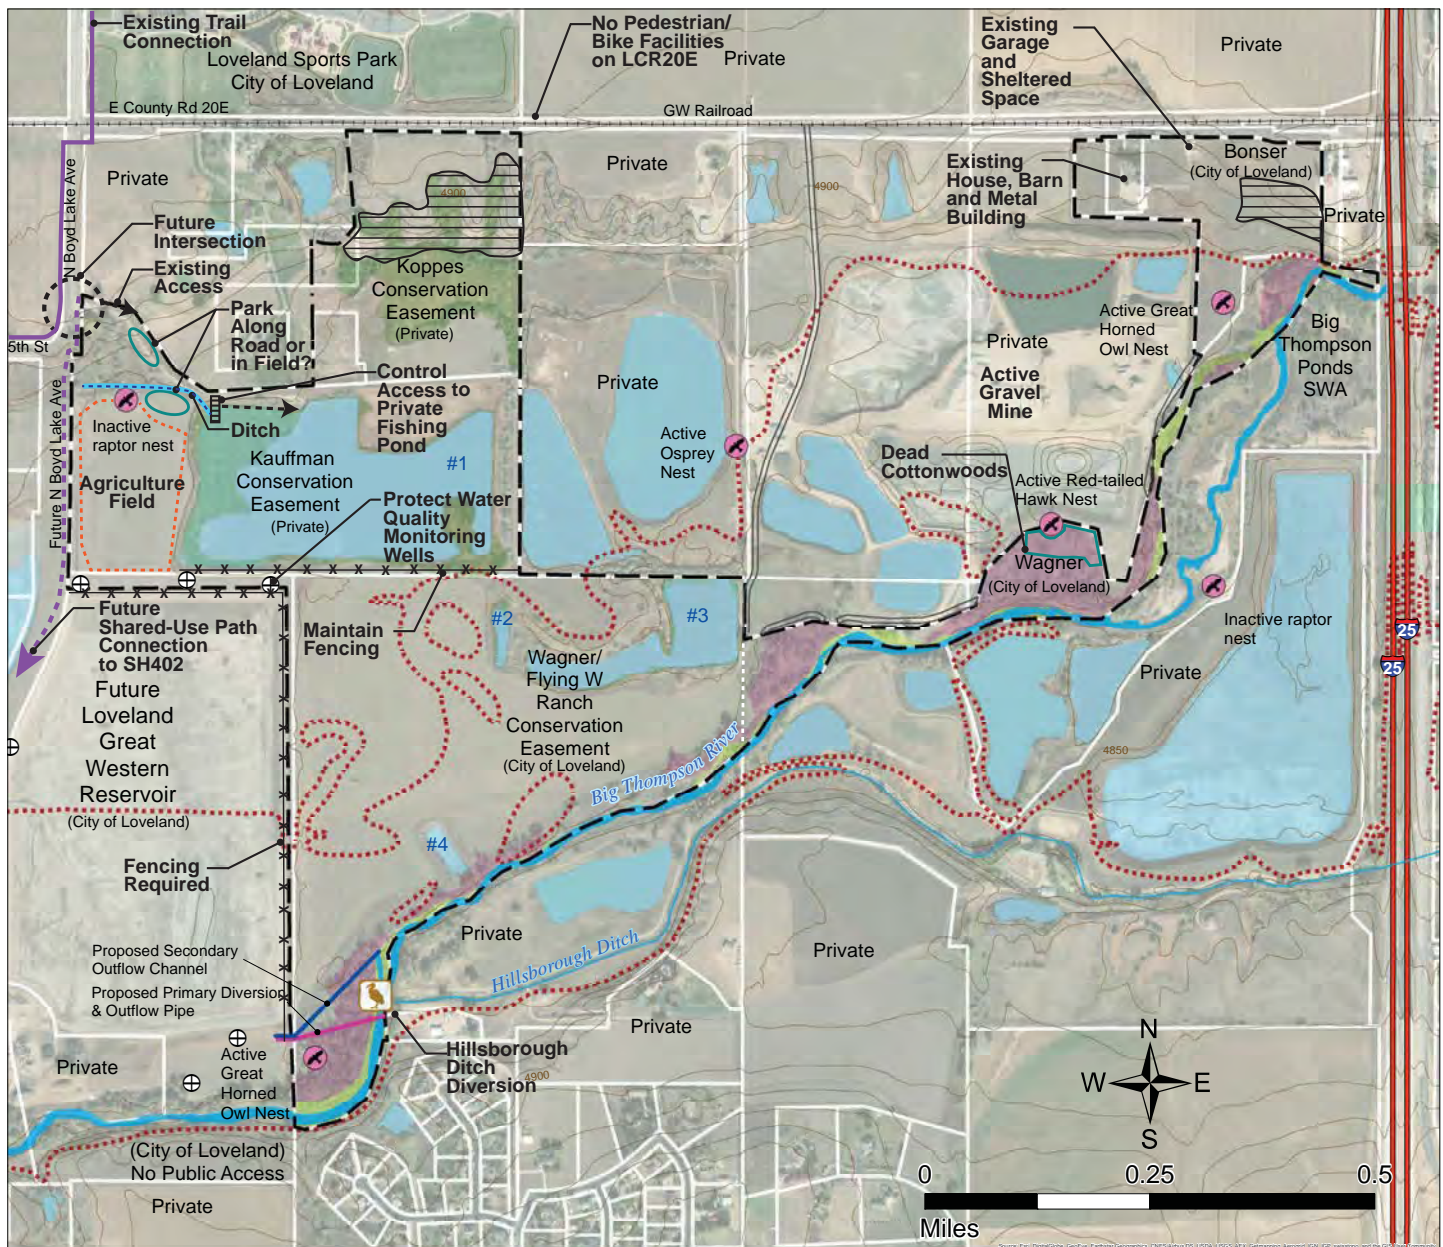 Existing Trail
Connection
Loveland Sports Park
City of Loveland
E County Rd 20E
No Pedestrian/
Bike Facilities
on LCR20E
Private
GW Railroad
Existing
Garage
and
Sheltered
Space
Private
N Boyd Lake Ave
Private
Future
Intersection
Existing
Access
Park
Along
Road or
in Field?
5th St
4900
Koppes
Conservation
Easement
(Private)
Private
4900
Existing
House, Barn
and Metal
Building
Bonser
(City of Loveland)
Private
Control
Access to
Private
Fishing
Pond
Ditch
Inactive
raptor nest
Agriculture
Field
Future N Boyd Lake Ave
Kauffman
Conservation
Easement
(Private)
#1
Protect Water
Quality
Monitoring
Wells
Private
Active
Osprey
Nest
Private
Active
Gravel
Mine
Active Great
Horned
Owl Nest
Big
Thompson
Ponds
SWA
Dead
Cottonwoods
Active Red-tailed
Hawk Nest
Wagner
(City of Loveland)
Inactive raptor
nest
Private
25
25
4850
Future
Shared-Use Path
Connection
to SH402
Future
Loveland
Great
Western
Reservoir
(City of Loveland)
Maintain
Fencing
#2
#3
Wagner/
Flying W
Ranch
Conservation
Easement
(City of Loveland)
Big Thompson River
#4
Fencing
Required
Private
Hillsborough Ditch
Private
Proposed Secondary
Outflow Channel
Proposed Primary Diversion
& Outflow Pipe
Private
Private
Active
Great
Horned
Owl Nest
Hillsborough
Ditch
Diversion
4900
(City of Loveland)
No Public Access
Private
N
W
E
S
0
0.25
0.5
Miles